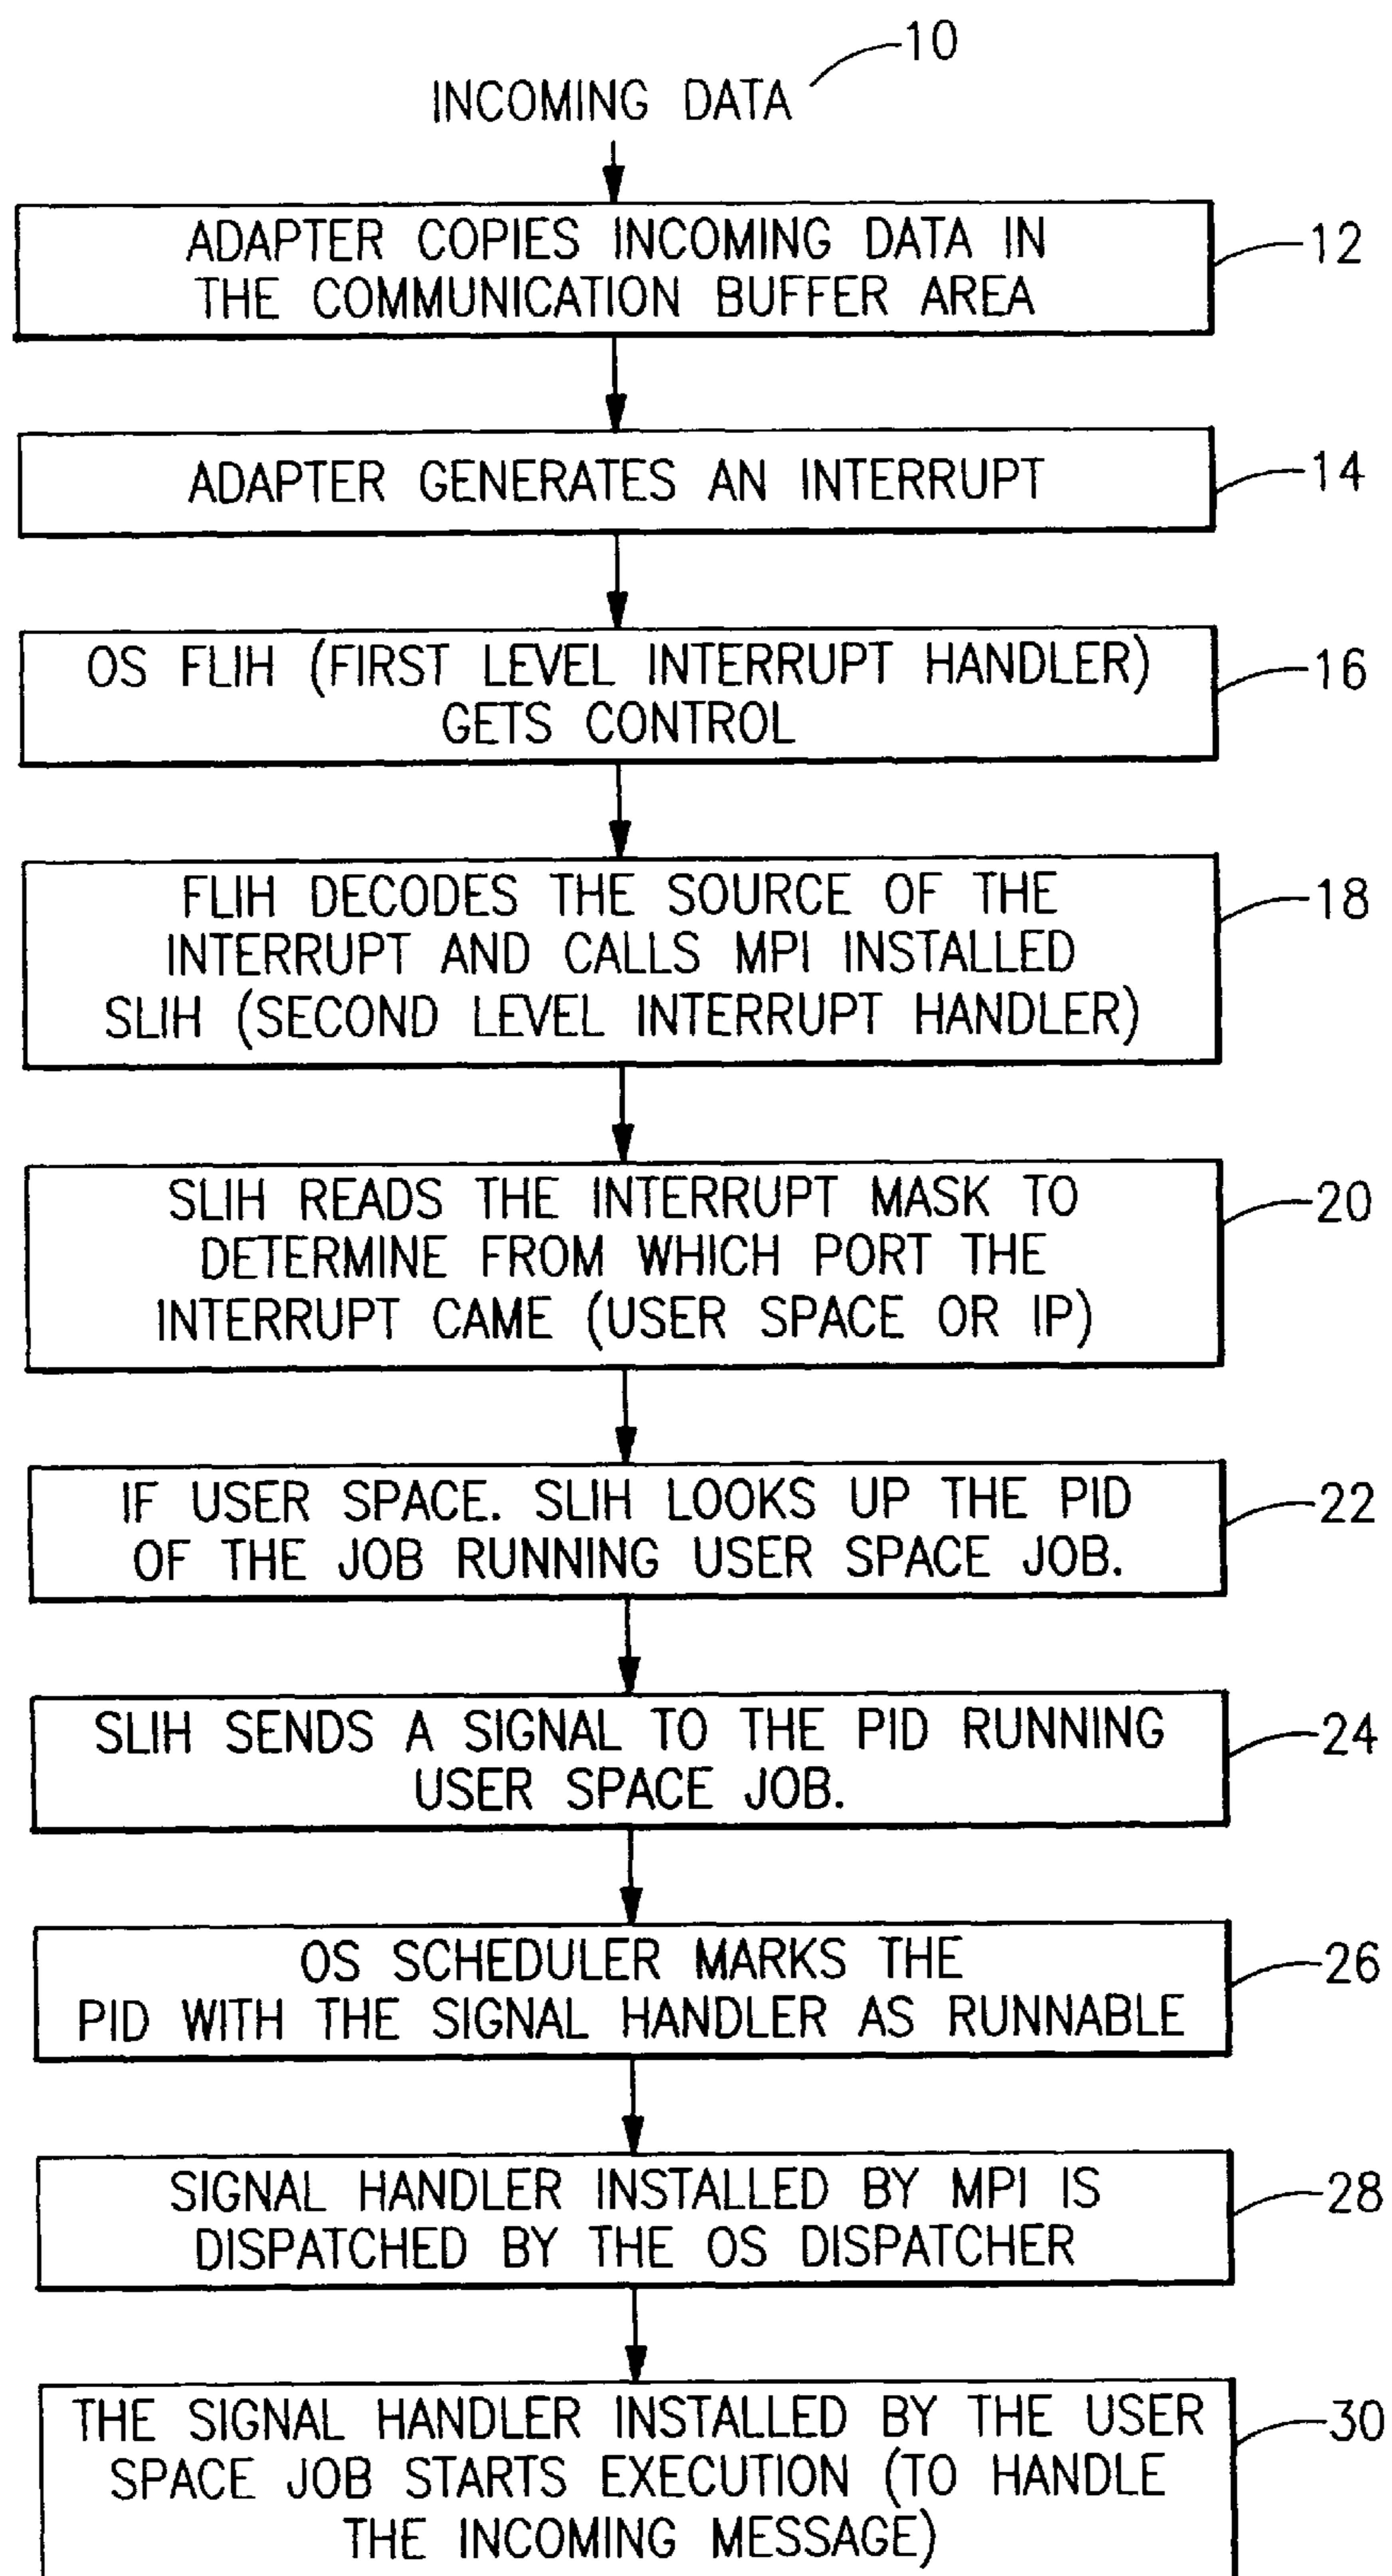 10
INCOMING DATA
ADAPTER COPIES INCOMING DATA IN
THE COMMUNICATION BUFFER AREA
12
ADAPTER GENERATES AN INTERRUPT
14
OS FLIH (FIRST LEVEL INTERRUPT HANDLER)
GETS CONTROL
16
FLIH DECODES THE SOURCE OF THE
INTERRUPT AND CALLS MPI INSTALLED
SLIH (SECOND LEVEL INTERRUPT HANDLER)
18
SLIH READS THE INTERRUPT MASK TO
DETERMINE FROM WHICH PORT THE
INTERRUPT CAME (USER SPACE OR IP)
20
IF USER SPACE. SLIH LOOKS UP THE PID
OF THE JOB RUNNING USER SPACE JOB.
22
SLIH SENDS A SIGNAL TO THE PID RUNNING
USER SPACE JOB.
24
OS SCHEDULER MARKS THE
PID WITH THE SIGNAL HANDLER AS RUNNABLE
26
SIGNAL HANDLER INSTALLED BY MPI IS
DISPATCHED BY THE OS DISPATCHER
28
THE SIGNAL HANDLER INSTALLED BY THE USER
SPACE JOB STARTS EXECUTION (TO HANDLE
THE INCOMING MESSAGE)
30